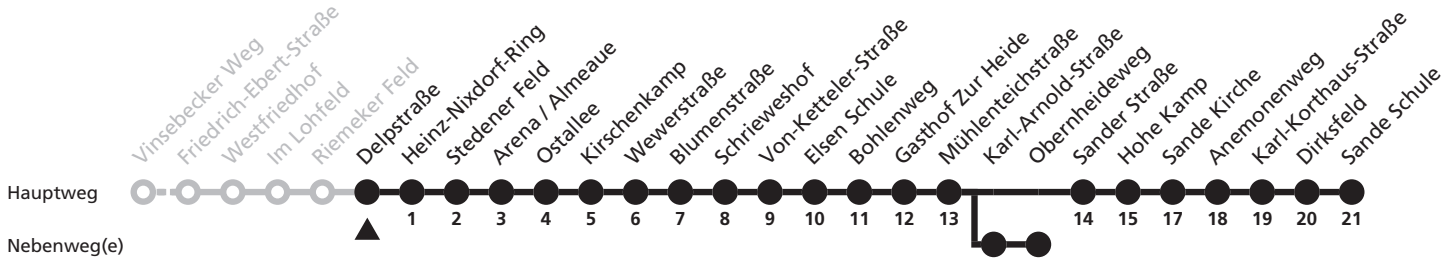 Vinsebecker Weg
Friedrich-Ebert-Straße
Westfriedhof
Im Lohfeld
Riemeker Feld
Delpstraße
Heinz-Nixdorf-Ring
Stedener Feld
Arena / Almeaue
Ostallee
Kirschenkamp
Wewerstraße
Blumenstraße
Schrieweshof
Von-Ketteler-Straße
Elsen Schule
Bohlenweg
Gasthof Zur Heide
Mühlenteichstraße
Karl-Arnold-Straße
Obernheideweg
Sander Straße
Hohe Kamp
Sande Kirche
Anemonenweg
Karl-Korthaus-Straße
Dirksfeld
Sande Schule
Hauptweg
1 2 3 4 5 6 7 8 9 10 11 12 13 14 15 17 18 19 20 21
Nebenweg(e)